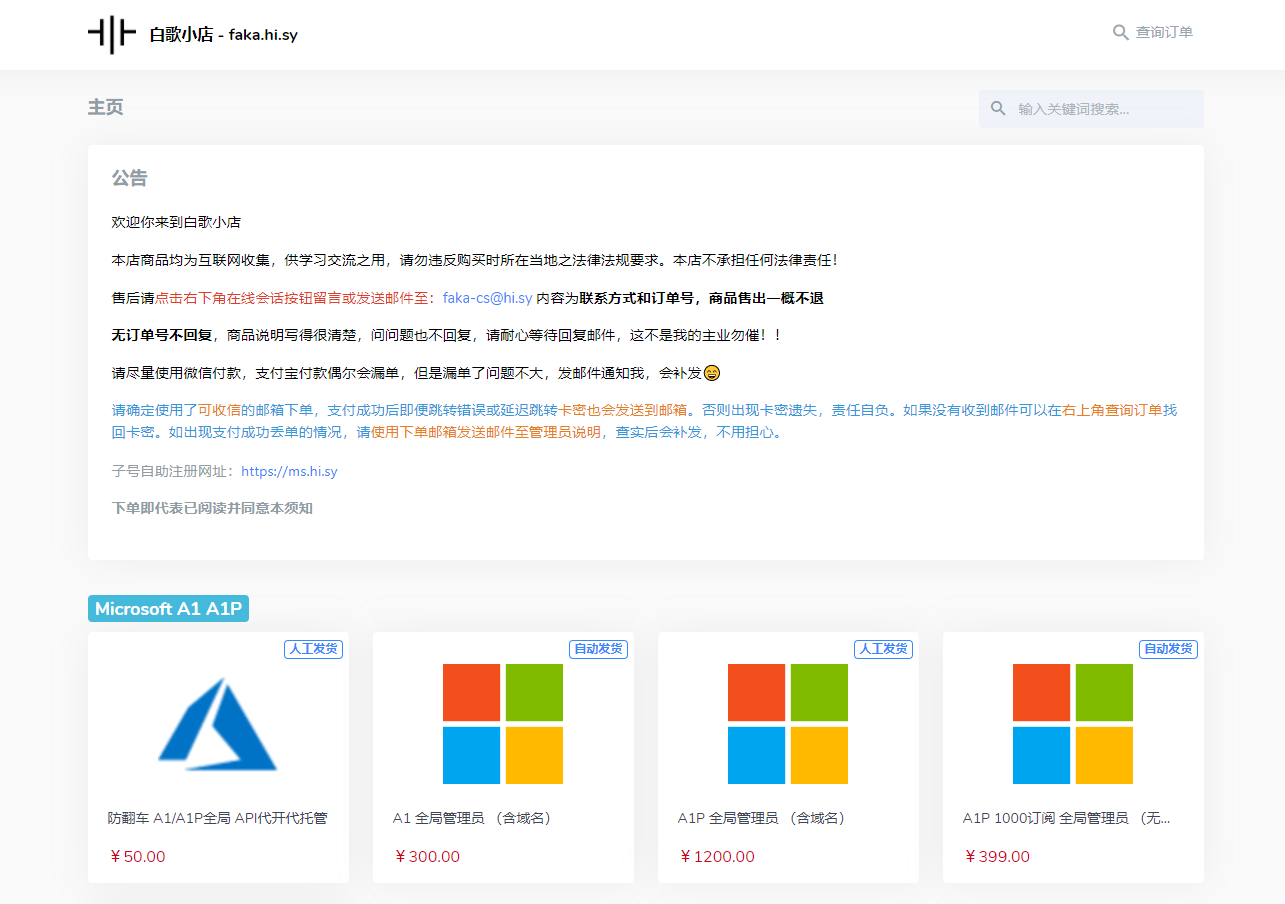 白歌小店 - faka.hi.sy
查询订单
主页
输入关键词搜索...
公告
欢迎你来到白歌小店
本店商品均为互联网收集，供学习交流之用，请勿违反购买时所在当地之法律法规要求。本店不承担任何法律责任！
售后请点击右下角在线会话按钮留言或发送邮件至：faka-cs@hi.sy 内容为联系方式和订单号，商品售出一概不退
无订单号不回复，商品说明写得很清楚，问问题也不回复，请耐心等待回复邮件，这不是我的主业勿催！！
请尽量使用微信付款，支付宝付款偶尔会漏单，但是漏单了问题不大，发邮件通知我，会补发😄
请确定使用了可收信的邮箱下单，支付成功后即便跳转错误或延迟跳转卡密也会发送到邮箱。否则出现卡密遗失，责任自负。如果没有收到邮件可以在右上角查询订单找
回卡密。如出现支付成功丢单的情况，请使用下单邮箱发送邮件至管理员说明，查实后会补发，不用担心。
子号自助注册网址：https://ms.hi.sy
下单即代表已阅读并同意本须知
Microsoft A1 A1P
人工发货
自动发货
人工发货
自动发货
防翻车 A1/A1P全局 API代开代托管
A1 全局管理员 （含域名）
A1P 全局管理员 （含域名）
A1P 1000订阅 全局管理员 （无...
￥50.00
￥300.00
￥1200.00
￥399.00